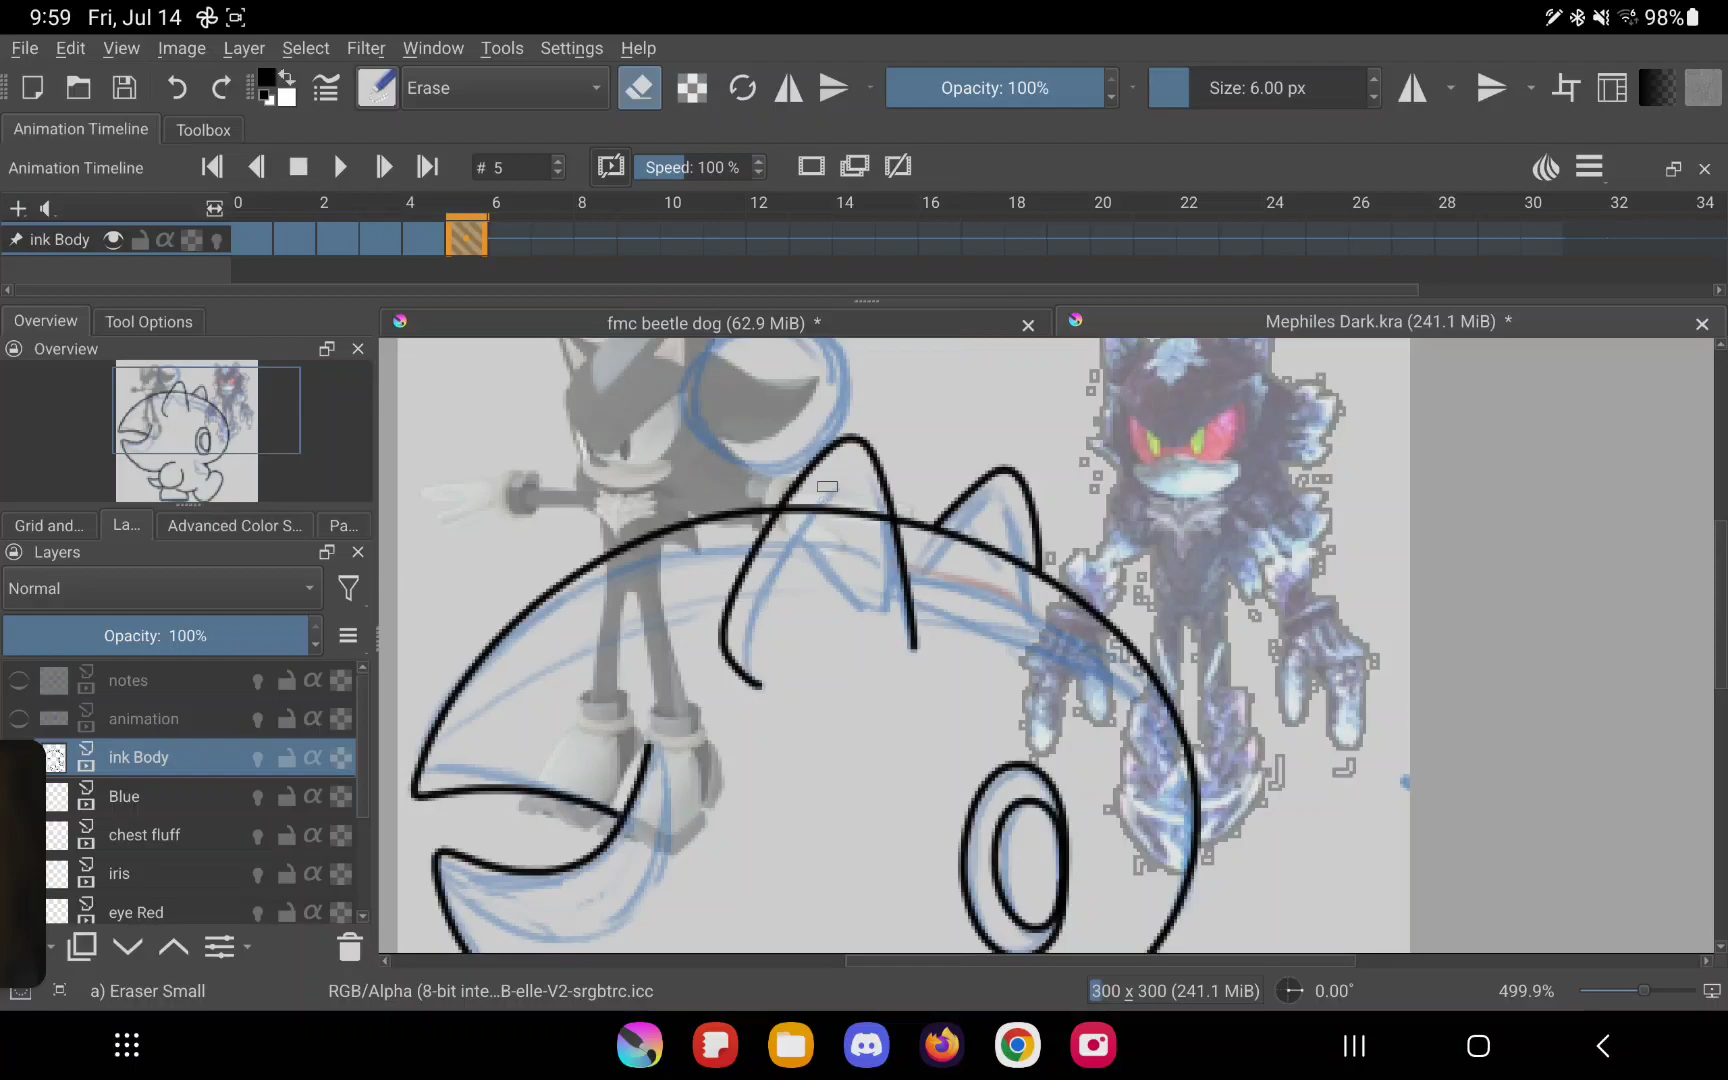 9:59 Fri, Jul 14 98%
File Edit View Image Layer Select Filter Window Tools Settings Help
Erase Opacity: 100% Size: 6.00 px
Animation Timeline Toolbox
Animation Timeline # 5 Speed: 100 %
0 2 4 6 8 10 12 14 16 18 20 22 24 26 28 30 32 34
ink Body α
Overview Tool Options fmc beetle dog (62.9 MiB) * Mephiles Dark.kra (241.1 MiB) *
Overview
Grid and... La... Advanced Color S... Pa...
Layers
Normal
Opacity: 100%
notes α
animation α
ink Body α
Blue α
chest fluff α
iris α
eye Red α
a) Eraser Small RGB/Alpha (8-bit inte...B-elle-V2-srgbtrc.icc 300 x 300 (241.1 MiB) 0.00° 499.9%